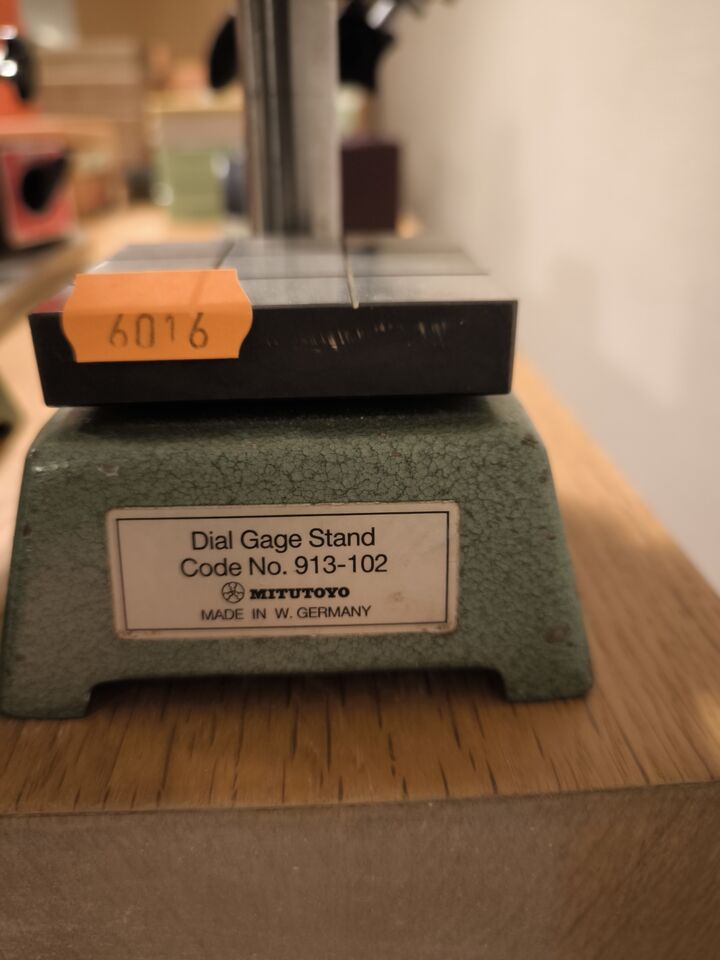 6016
Dial Gage Stand
Code No. 913-102
MITUTOYO
MADE IN W. GERMANY